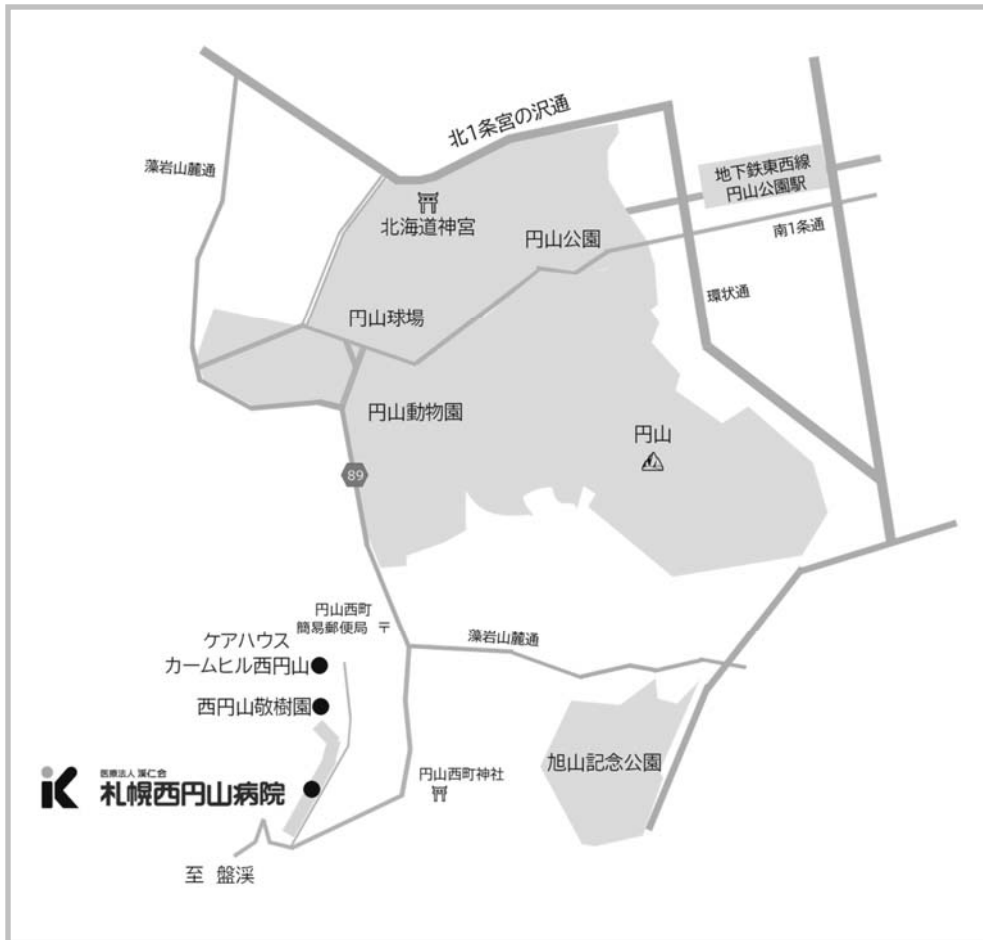 北1条宮の沢通
藻岩山麓通
地下鉄東西線
円山公園駅
北海道神宮
円山公園
南1条通
環状通
円山球場
円山動物園
円山
89
円山西町
簡易郵便局 〒
藻岩山麓通
ケアハウス
カームヒル西円山
西円山敬樹園
旭山記念公園
円山西町神社
医療法人 渓仁会
札幌西円山病院
至 盤渓